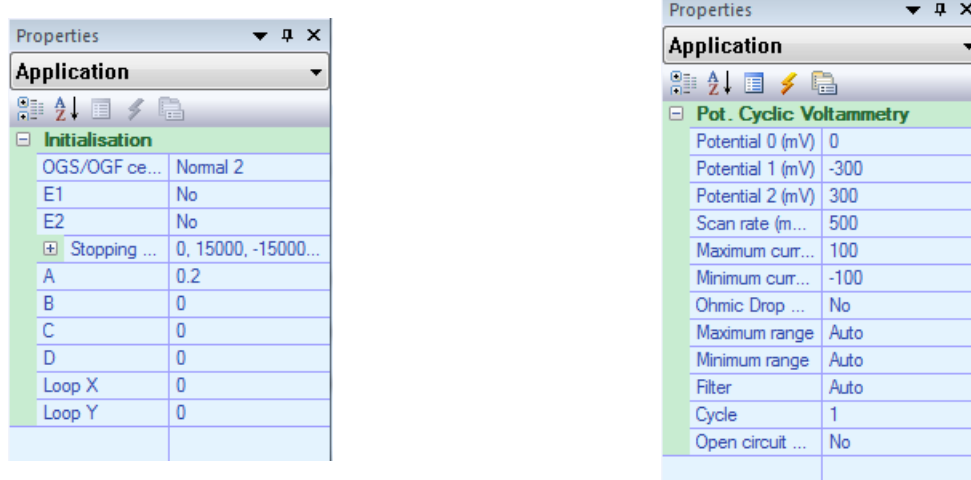 Properties
Application
Initialisation
OGS/OGF ce... Normal 2
E1 No
E2 No
Stopping ... 0, 15000, -15000...
A 0.2
B 0
C 0
D 0
Loop X 0
Loop Y 0
Properties
Application
Pot. Cyclic Voltammetry
Potential 0 (mV) 0
Potential 1 (mV) -300
Potential 2 (mV) 300
Scan rate (m... 500
Maximum curr... 100
Minimum curr... -100
Ohmic Drop ... No
Maximum range Auto
Minimum range Auto
Filter Auto
Cycle 1
Open circuit ... No